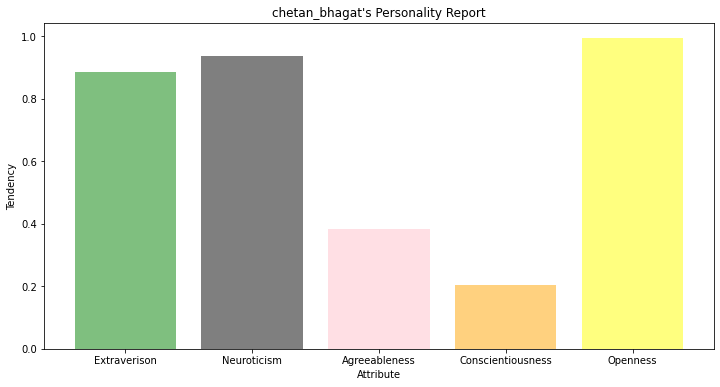 chetan_bhagat's Personality Report
1.0
0.8
0.6
0.4
0.2
0.0
Tendency
Extraverison Neuroticism Agreeableness Conscientiousness Openness
Attribute